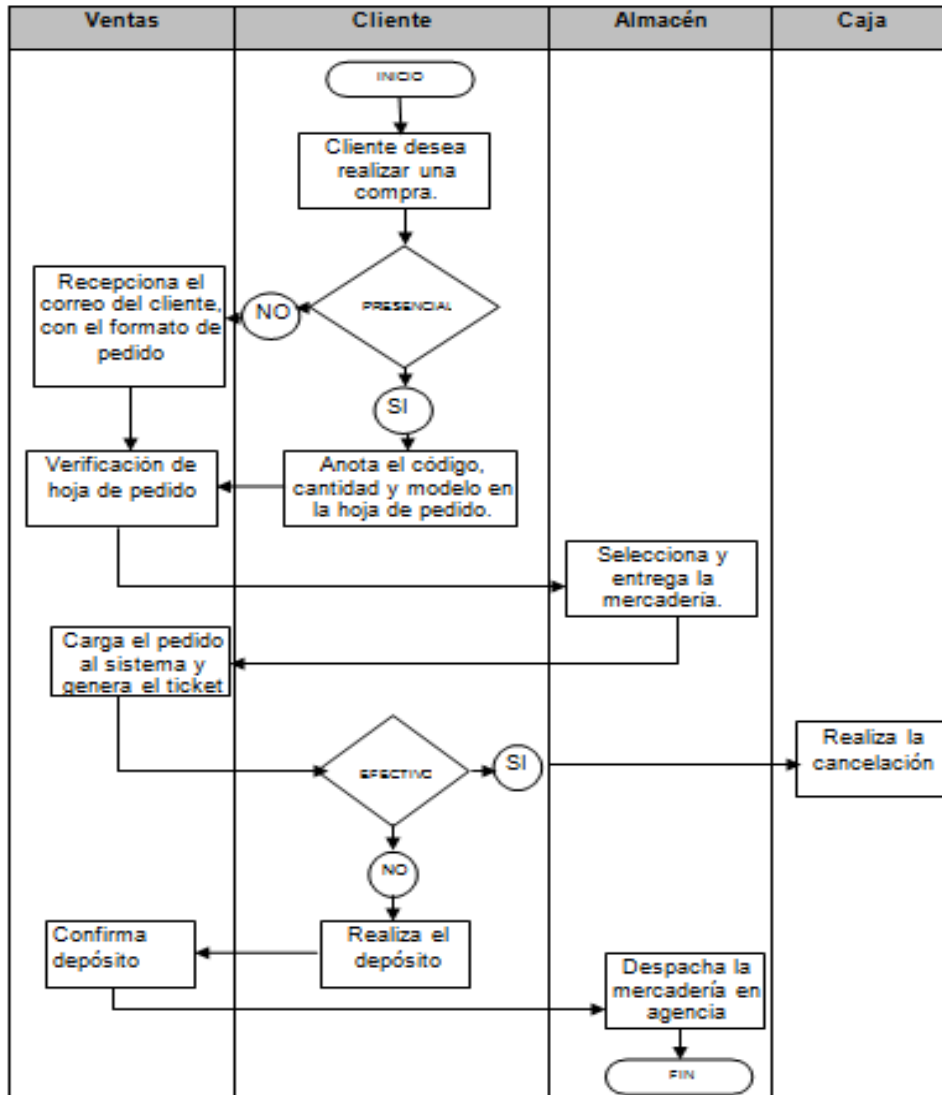 Ventas
Cliente
Almacén
Caja
INICIO
Cliente desea
realizar una
compra.
PRESENCIAL
NO
Recepciona el
correo del cliente,
con el formato de
pedido
SI
Verificación de
hoja de pedido
Anota el código,
cantidad y modelo en
la hoja de pedido.
Selecciona y
entrega la
mercadería.
Carga el pedido
al sistema y
genera el ticket
EFECTIVO
SI
Realiza la
cancelación
NO
Confirma
depósito
Realiza el
depósito
Despacha la
mercadería en
agencia
FIN